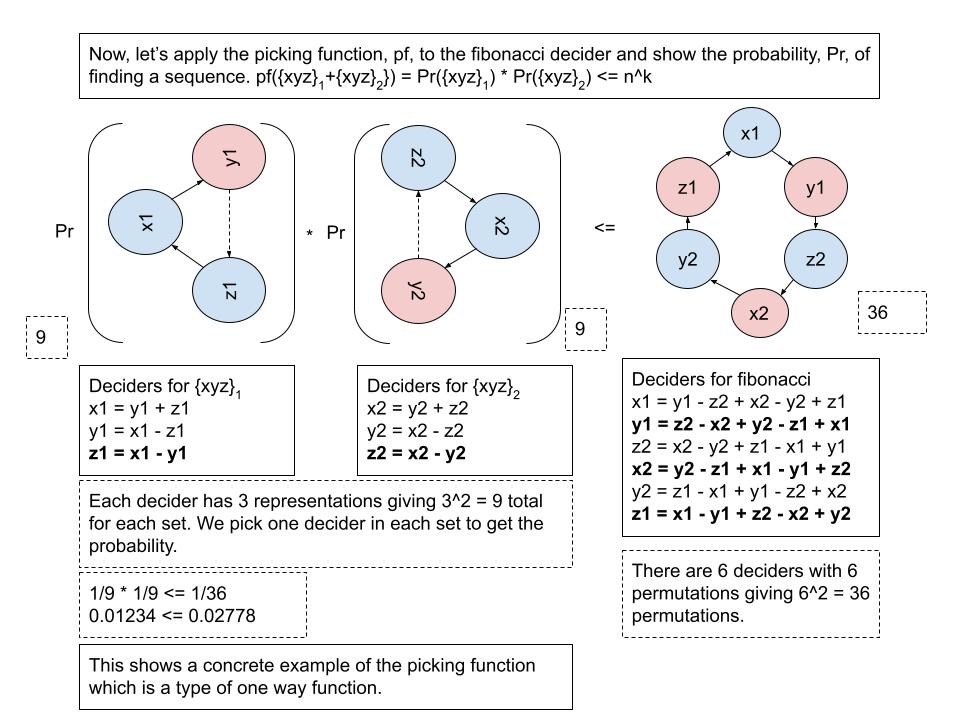 Now, let's apply the picking function, pf, to the fibonacci decider and show the probability, Pr, of
finding a sequence. pf({xyz}1+{xyz}2}) = Pr({xyz}1) * Pr({xyz}2) <= n^k
Pr
y1
x1
z1
* Pr
z2
x2
y2
<=
x1
z1
y1
y2
z2
x2
9
9
36
Deciders for {xyz}1
x1 = y1 + z1
y1 = x1 - z1
z1 = x1 - y1
Deciders for {xyz}2
x2 = y2 + z2
y2 = x2 - z2
z2 = x2 - y2
Deciders for fibonacci
x1 = y1 - z2 + x2 - y2 + z1
y1 = z2 - x2 + y2 - z1 + x1
z2 = x2 - y2 + z1 - x1 + y1
x2 = y2 - z1 + x1 - y1 + z2
y2 = z1 - x1 + y1 - z2 + x2
z1 = x1 - y1 + z2 - x2 + y2
Each decider has 3 representations giving 3^2 = 9 total
for each set. We pick one decider in each set to get the
probability.
There are 6 deciders with 6
permutations giving 6^2 = 36
permutations.
1/9 * 1/9 <= 1/36
0.01234 <= 0.02778
This shows a concrete example of the picking function
which is a type of one way function.